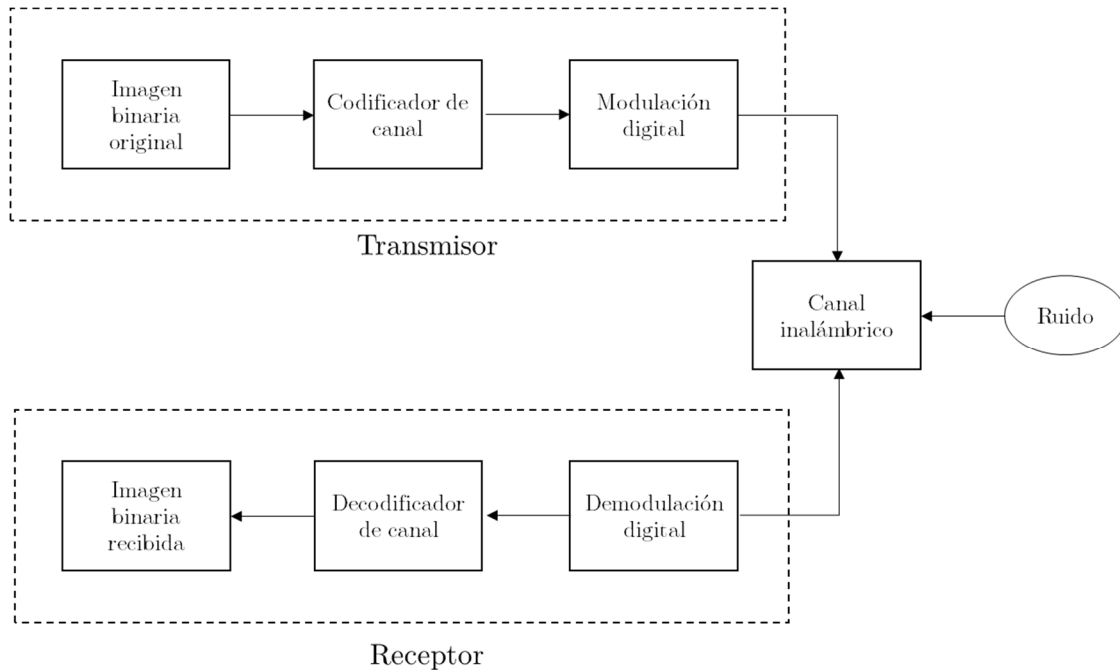 Imagen
binaria
original
Codificador de
canal
Modulación
digital
Transmisor
Canal
inalámbrico
Ruido
Imagen
binaria
recibida
Decodificador
de canal
Demodulación
digital
Receptor